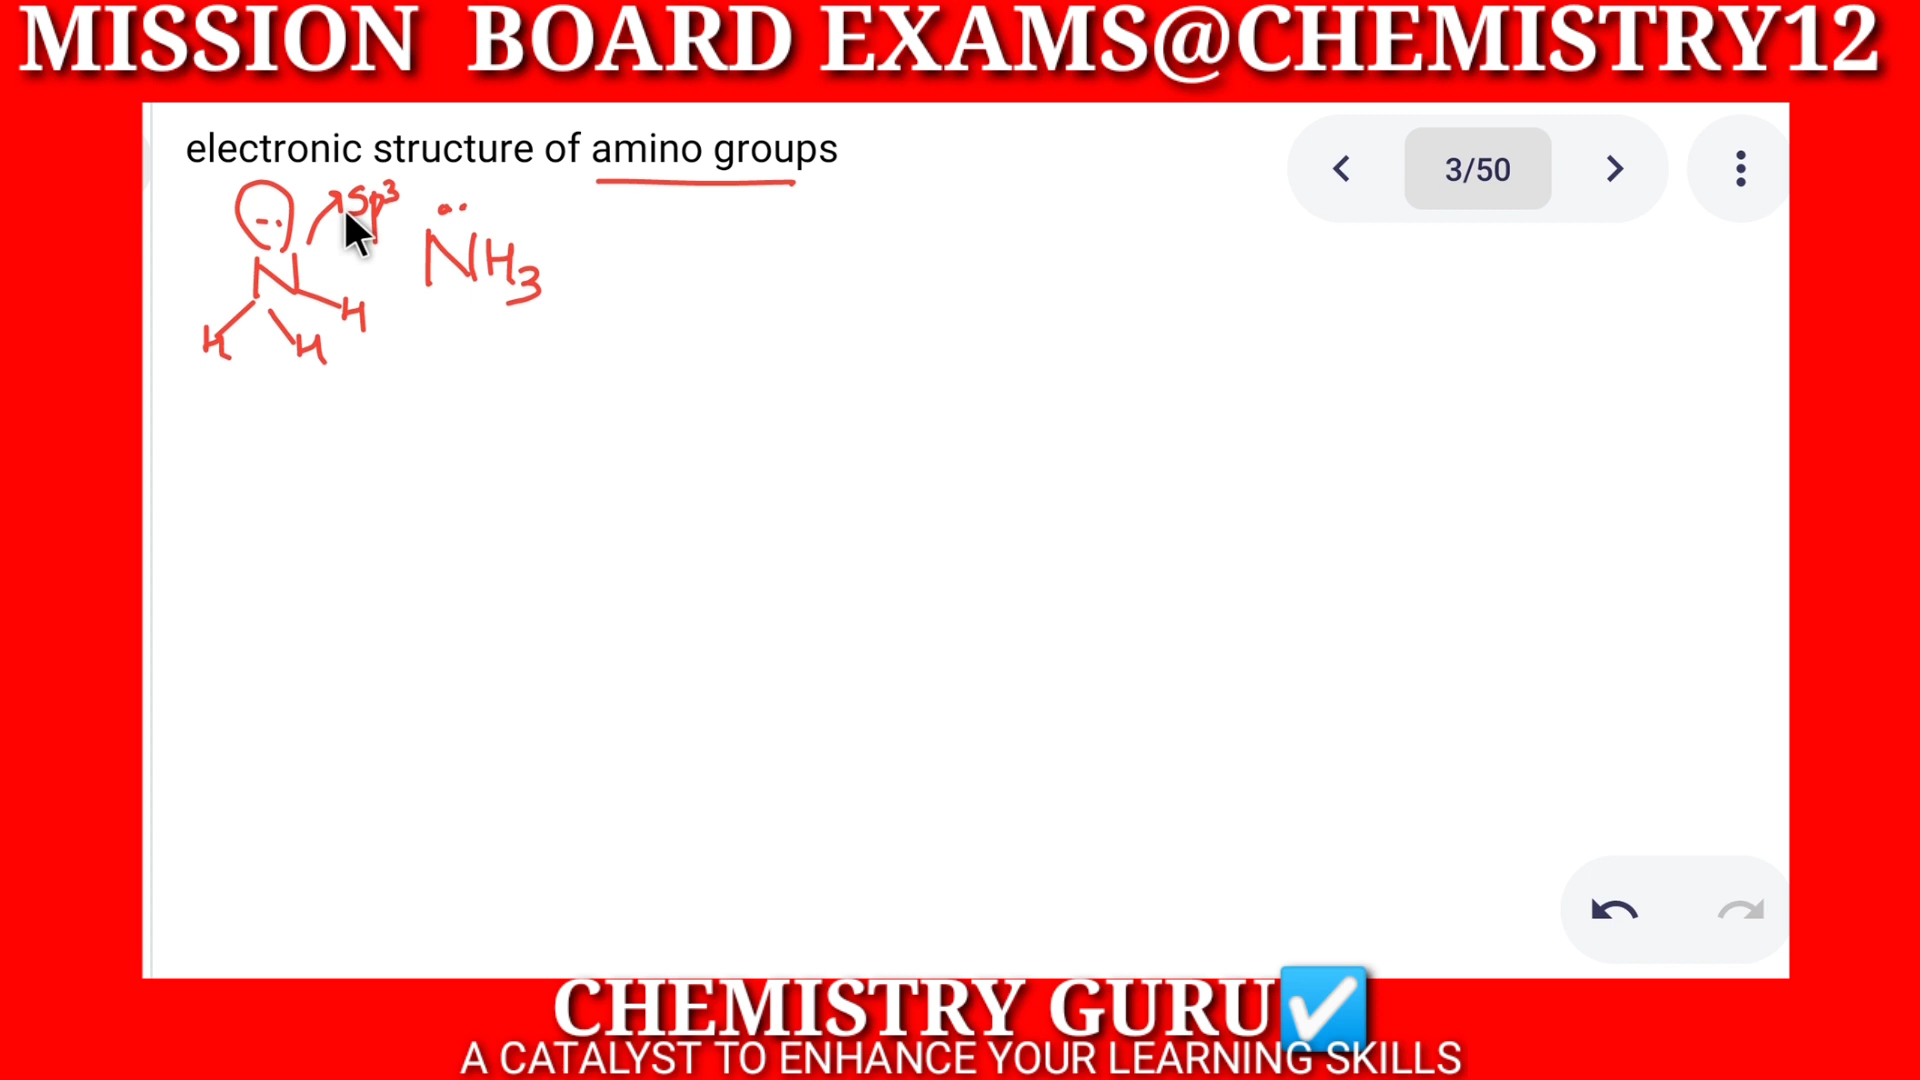 MISSION BOARD EXAMS@CHEMISTRY12
electronic structure of amino groups
3/50
Sp³
N̈H₃
N
H
H
H
CHEMISTRY GURU✅
A CATALYST TO ENHANCE YOUR LEARNING SKILLS